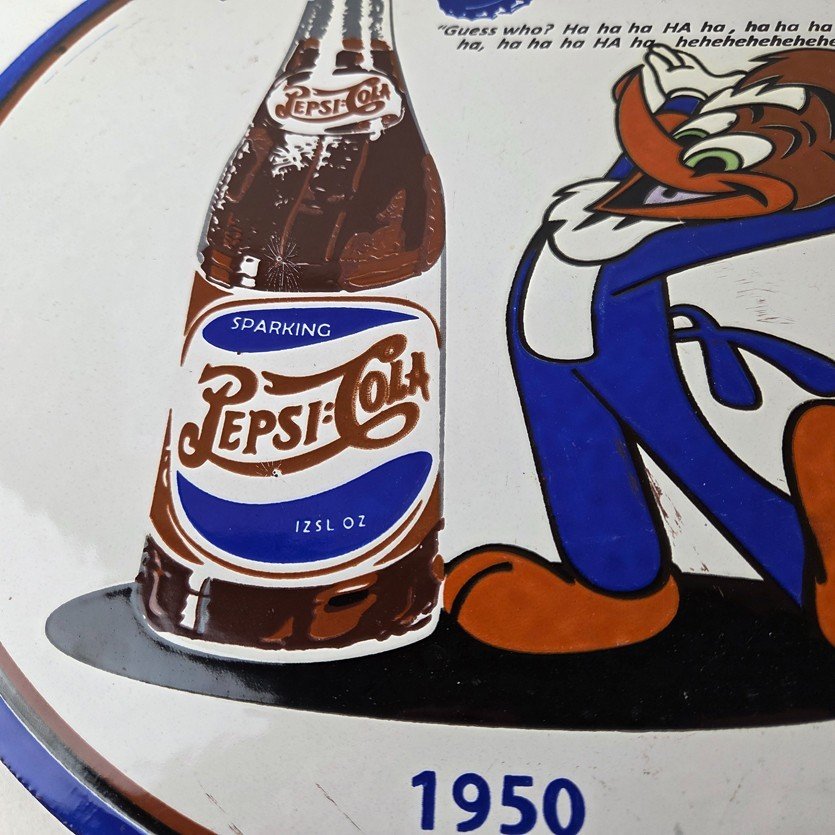 "Guess who? Ha ha ha HA ha, ha ha ha
ha, ha ha ha HA ha, hehehehehehehe
PEPSI:COLA
SPARKING
PEPSI:COLA
IZSL OZ
1950